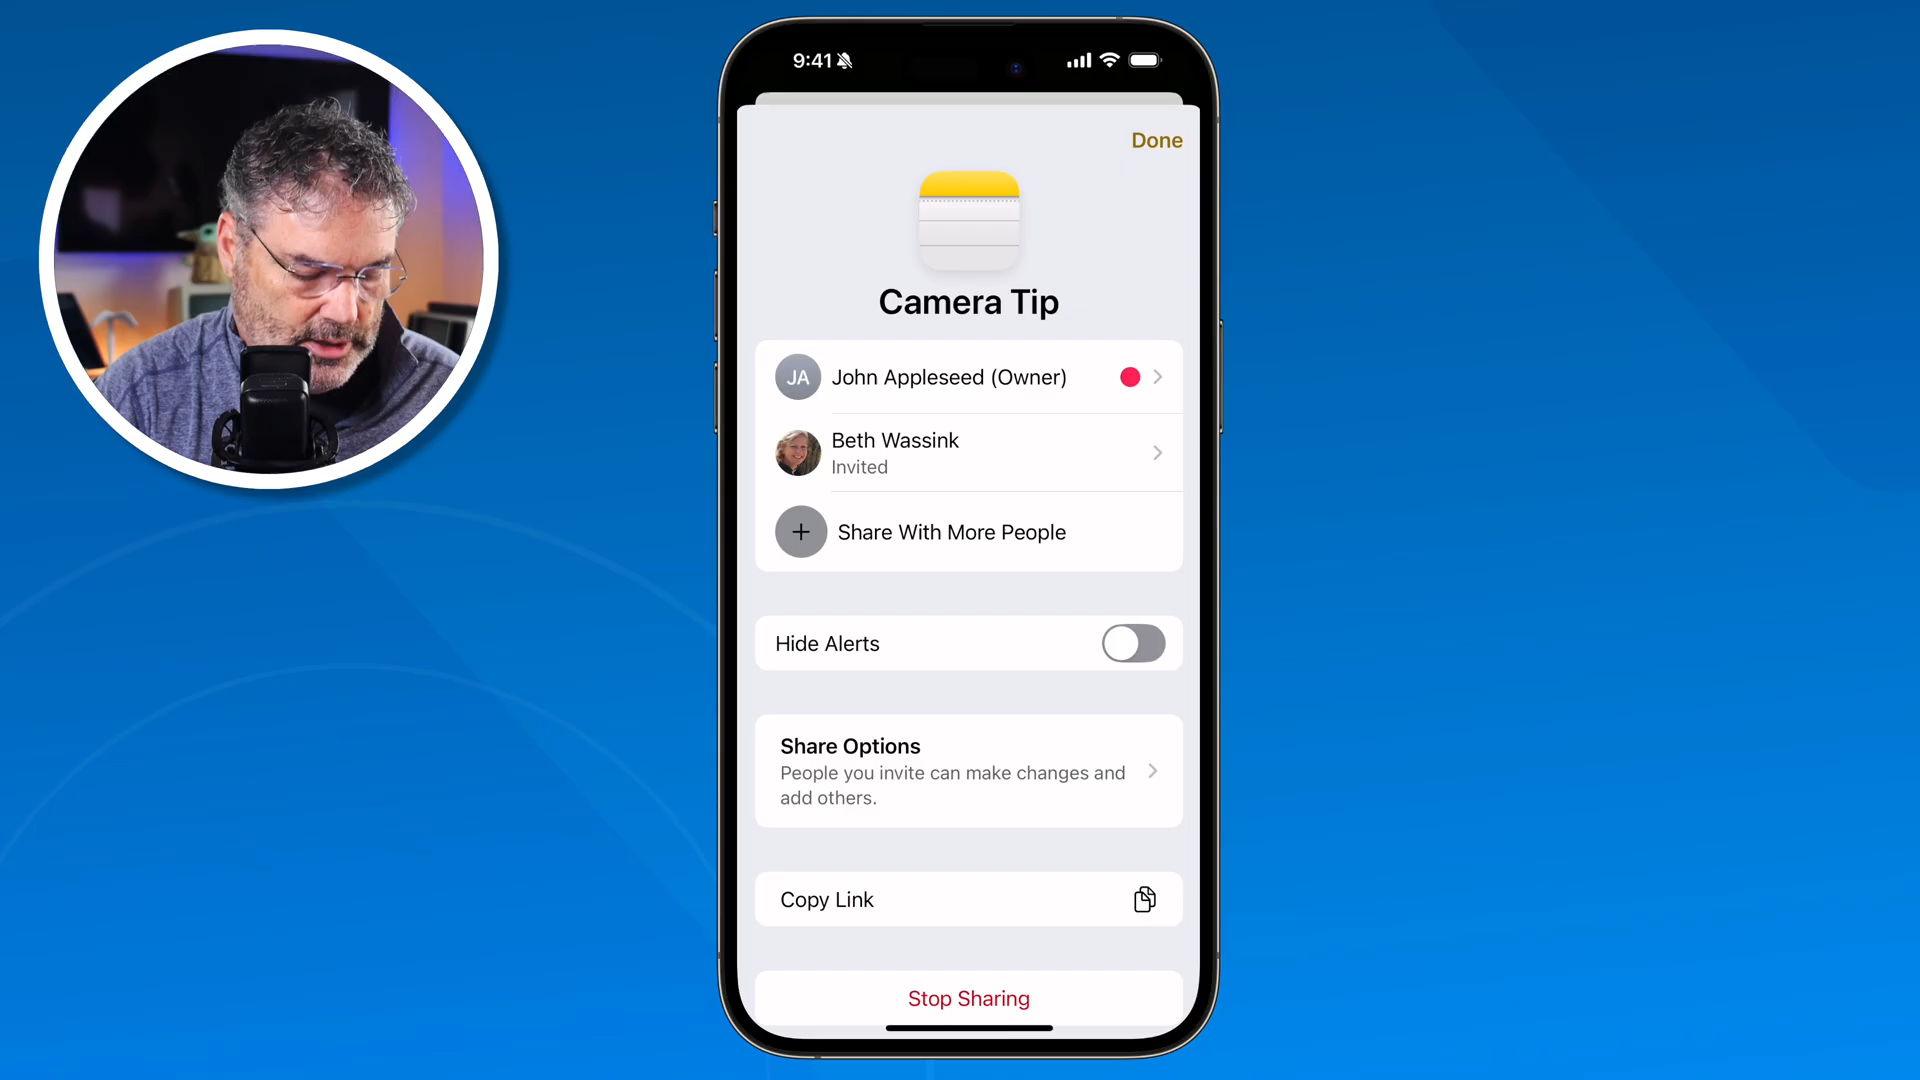 9:41
Done
Camera Tip
JA
John Appleseed (Owner)
Beth Wassink
Invited
Share With More People
Hide Alerts
Share Options
People you invite can make changes and
add others.
Copy Link
Stop Sharing